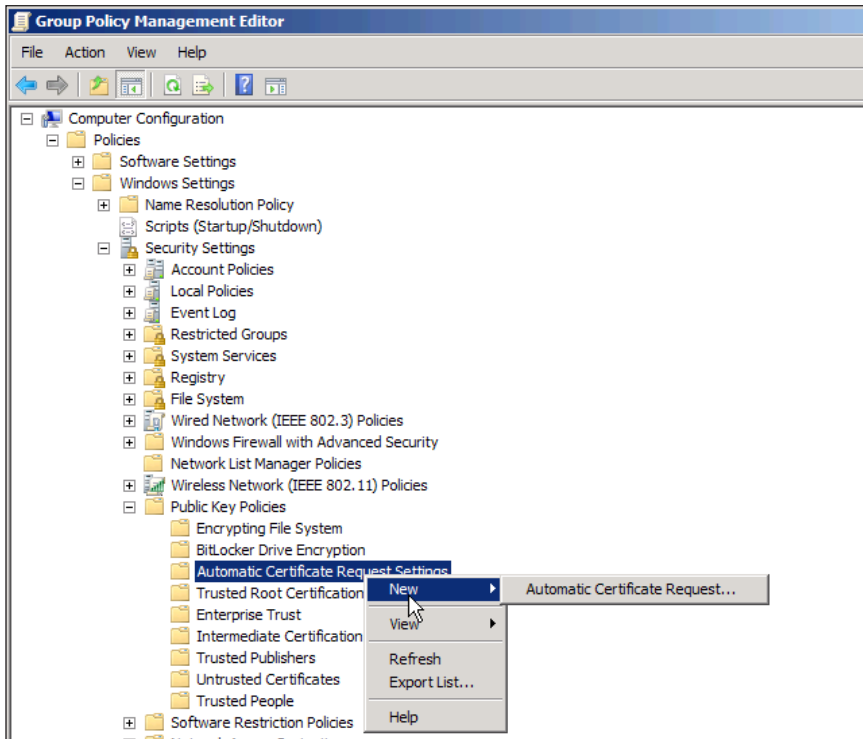 Group Policy Management Editor
File Action View Help
Computer Configuration
Policies
Software Settings
Windows Settings
Name Resolution Policy
Scripts (Startup/Shutdown)
Security Settings
Account Policies
Local Policies
Event Log
Restricted Groups
System Services
Registry
File System
Wired Network (IEEE 802.3) Policies
Windows Firewall with Advanced Security
Network List Manager Policies
Wireless Network (IEEE 802.11) Policies
Public Key Policies
Encrypting File System
BitLocker Drive Encryption
Automatic Certificate Request Settings
Trusted Root Certification
New
Automatic Certificate Request...
Enterprise Trust
View
Intermediate Certification
Trusted Publishers
Refresh
Untrusted Certificates
Export List...
Trusted People
Software Restriction Policies
Help